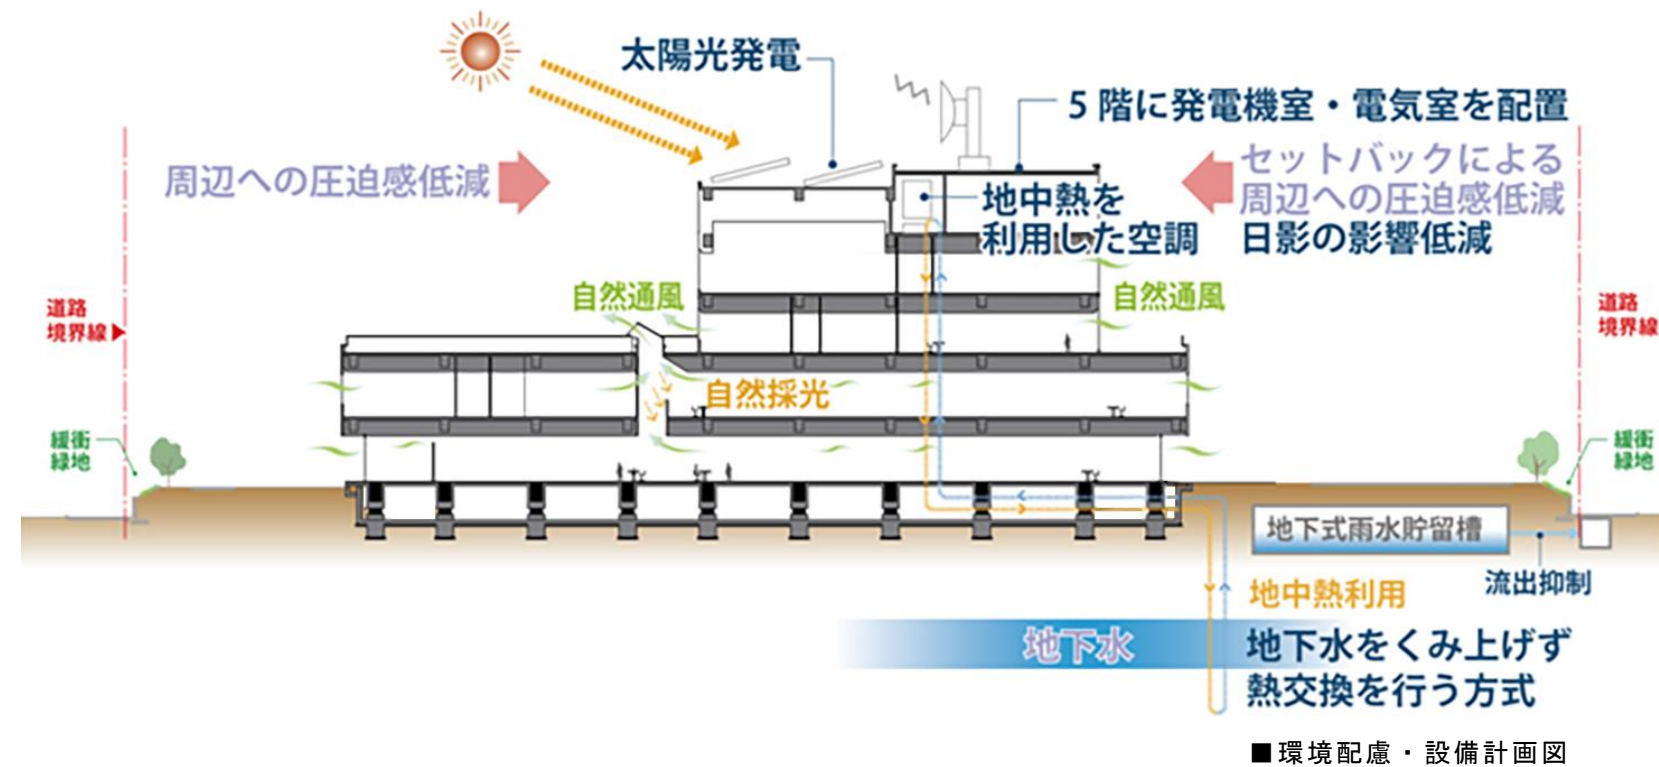 太陽光発電
5階に発電機室・電気室を配置
周辺への圧迫感低減
セットバックによる
周辺への圧迫感低減
日影の影響低減
地中熱を
利用した空調
自然通風
自然通風
道路
境界線
道路
境界線
自然採光
緩衝
緑地
緩衝
緑地
地下式雨水貯留槽
流出抑制
地中熱利用
地下水
地下水をくみ上げず
熱交換を行う方式
■環境配慮・設備計画図